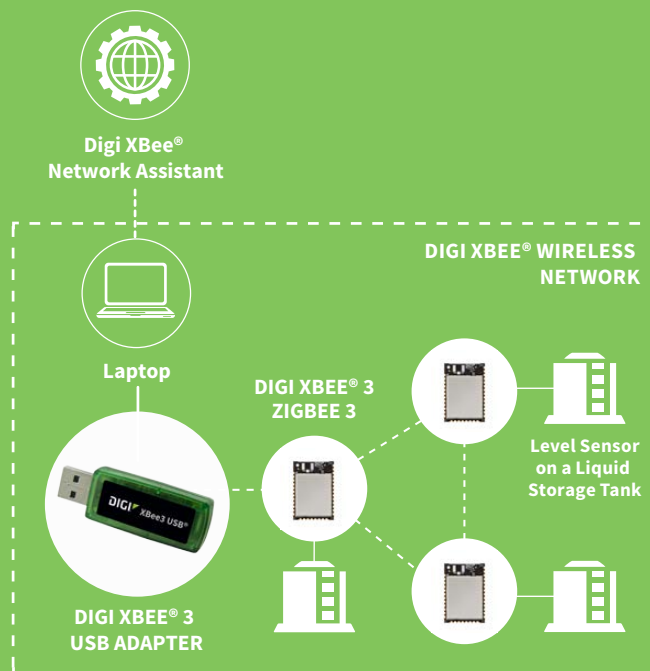 Digi XBee®
Network Assistant
DIGI XBEE® WIRELESS
NETWORK
Laptop
DIGI XBEE® 3
ZIGBEE 3
Level Sensor
on a Liquid
Storage Tank
DIGI XBee3 USB®
DIGI XBEE® 3
USB ADAPTER